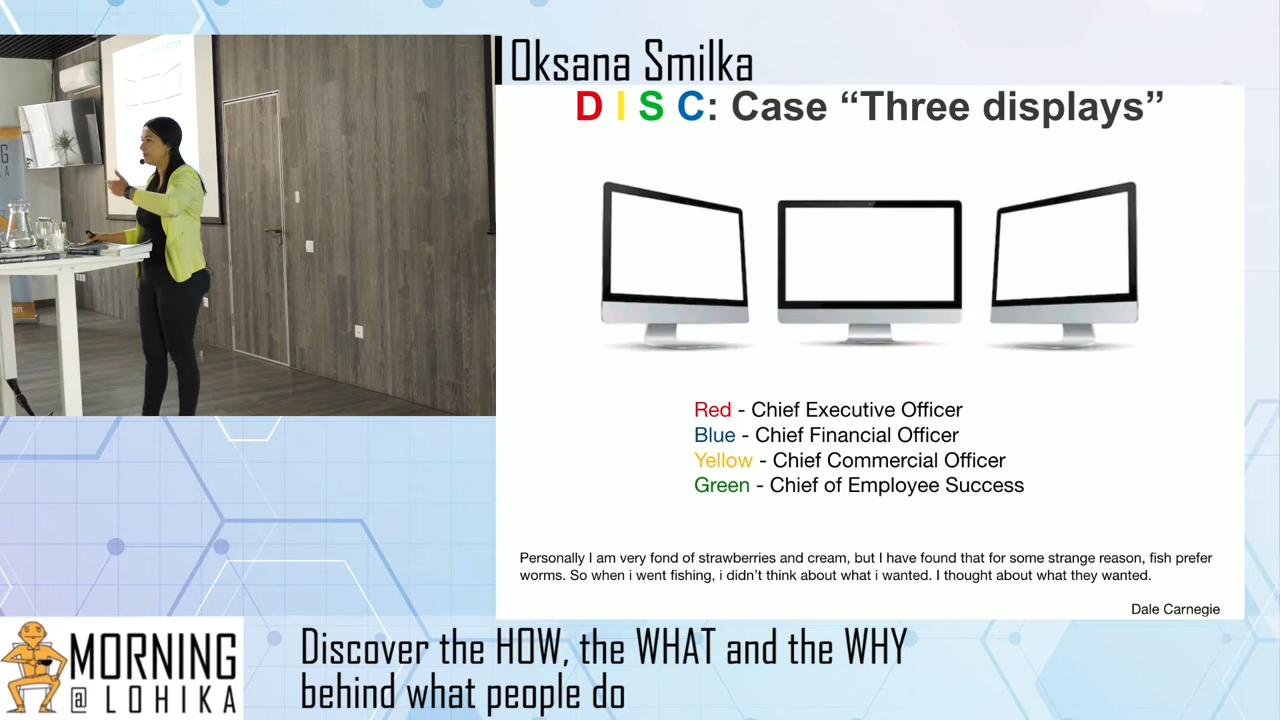 Oksana Smilka
D I S C: Case “Three displays”
Red - Chief Executive Officer
Blue - Chief Financial Officer
Yellow - Chief Commercial Officer
Green - Chief of Employee Success
Personally I am very fond of strawberries and cream, but I have found that for some strange reason, fish prefer
worms. So when i went fishing, i didn't think about what i wanted. I thought about what they wanted.
Dale Carnegie
MORNING
@ LOHIKA
Discover the HOW, the WHAT and the WHY
behind what people do